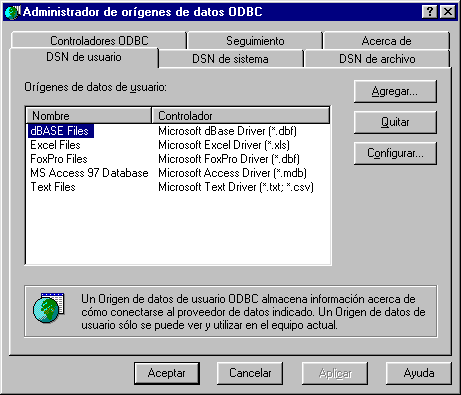 Administrador de orígenes de datos ODBC
Controladores ODBC Seguimiento Acerca de
DSN de usuario DSN de sistema DSN de archivo
Orígenes de datos de usuario:
Agregar...
Nombre Controlador
dBASE Files Microsoft dBase Driver (*.dbf)
Quitar
Excel Files Microsoft Excel Driver (*.xls)
FoxPro Files Microsoft FoxPro Driver (*.dbf)
Configurar...
MS Access 97 Database Microsoft Access Driver (*.mdb)
Text Files Microsoft Text Driver (*.txt; *.csv)
Un Origen de datos de usuario ODBC almacena información acerca de
cómo conectarse al proveedor de datos indicado. Un Origen de datos de
usuario sólo se puede ver y utilizar en el equipo actual.
Aceptar Cancelar Aplicar Ayuda